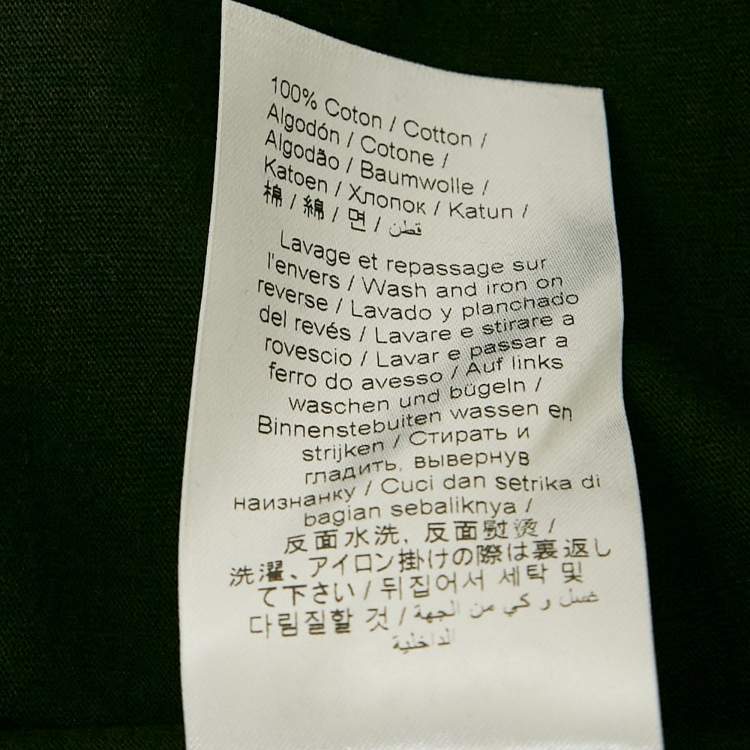 100% Coton / Cotton /
Algodón / Cotone /
Algodão / Baumwolle /
Katoen / Хлопок / Katun /
棉 / 綿 / 면 / قطن
Lavage et repassage sur
l'envers / Wash and iron on
reverse / Lavado y planchado
del revés / Lavare e stirare a
rovescio / Lavar e passar a
ferro do avesso / Auf links
waschen und bügeln /
Binnenstebuiten wassen en
strijken / Стирать и
гладить, вывернув
наизнанку / Cuci dan setrika di
bagian sebaliknya /
反面水洗, 反面熨烫 /
洗濯、アイロン掛けの際は裏返し
て下さい / 뒤집어서 세탁 및
다림질할 것 / غسل و كي من الجهة
الداخلية